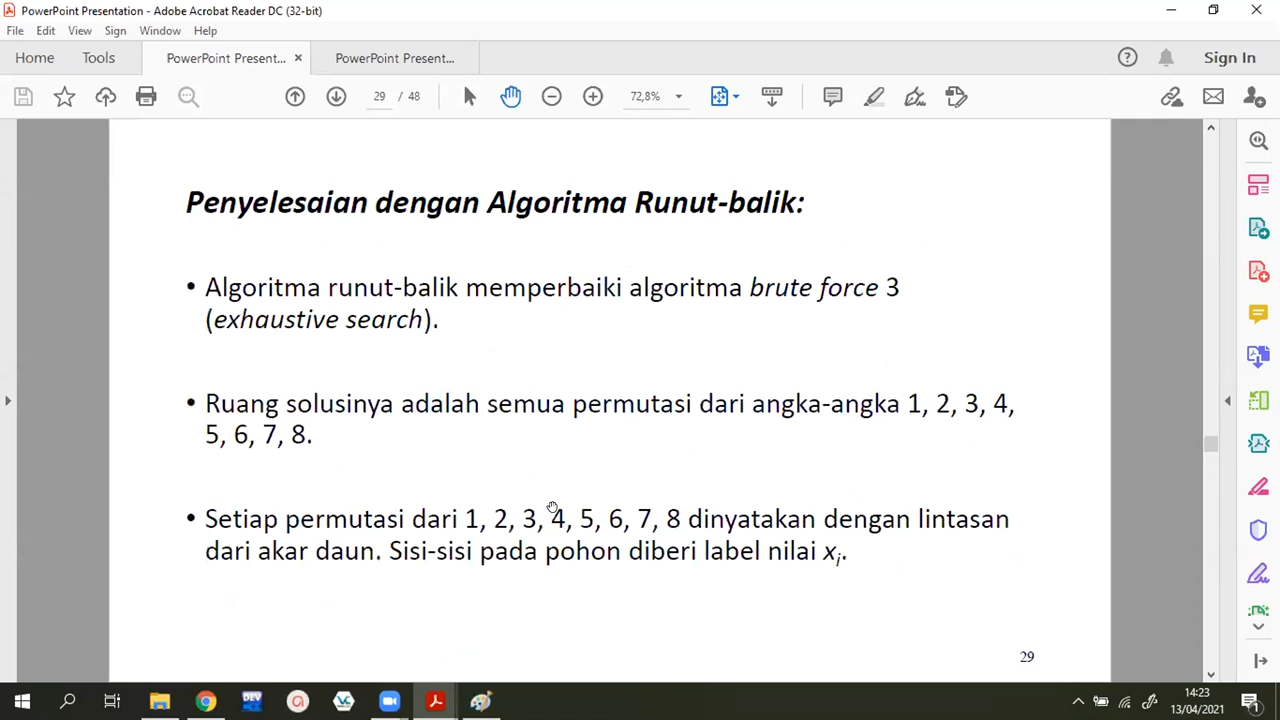 PowerPoint Presentation - Adobe Acrobat Reader DC (32-bit)
File Edit View Sign Window Help
Home Tools PowerPoint Present... × PowerPoint Present... Sign In
29 / 48 72,8%
Penyelesaian dengan Algoritma Runut-balik:
• Algoritma runut-balik memperbaiki algoritma brute force 3
(exhaustive search).
• Ruang solusinya adalah semua permutasi dari angka-angka 1, 2, 3, 4,
5, 6, 7, 8.
• Setiap permutasi dari 1, 2, 3, 4, 5, 6, 7, 8 dinyatakan dengan lintasan
dari akar daun. Sisi-sisi pada pohon diberi label nilai xi.
29
DEV
14:23
13/04/2021
1